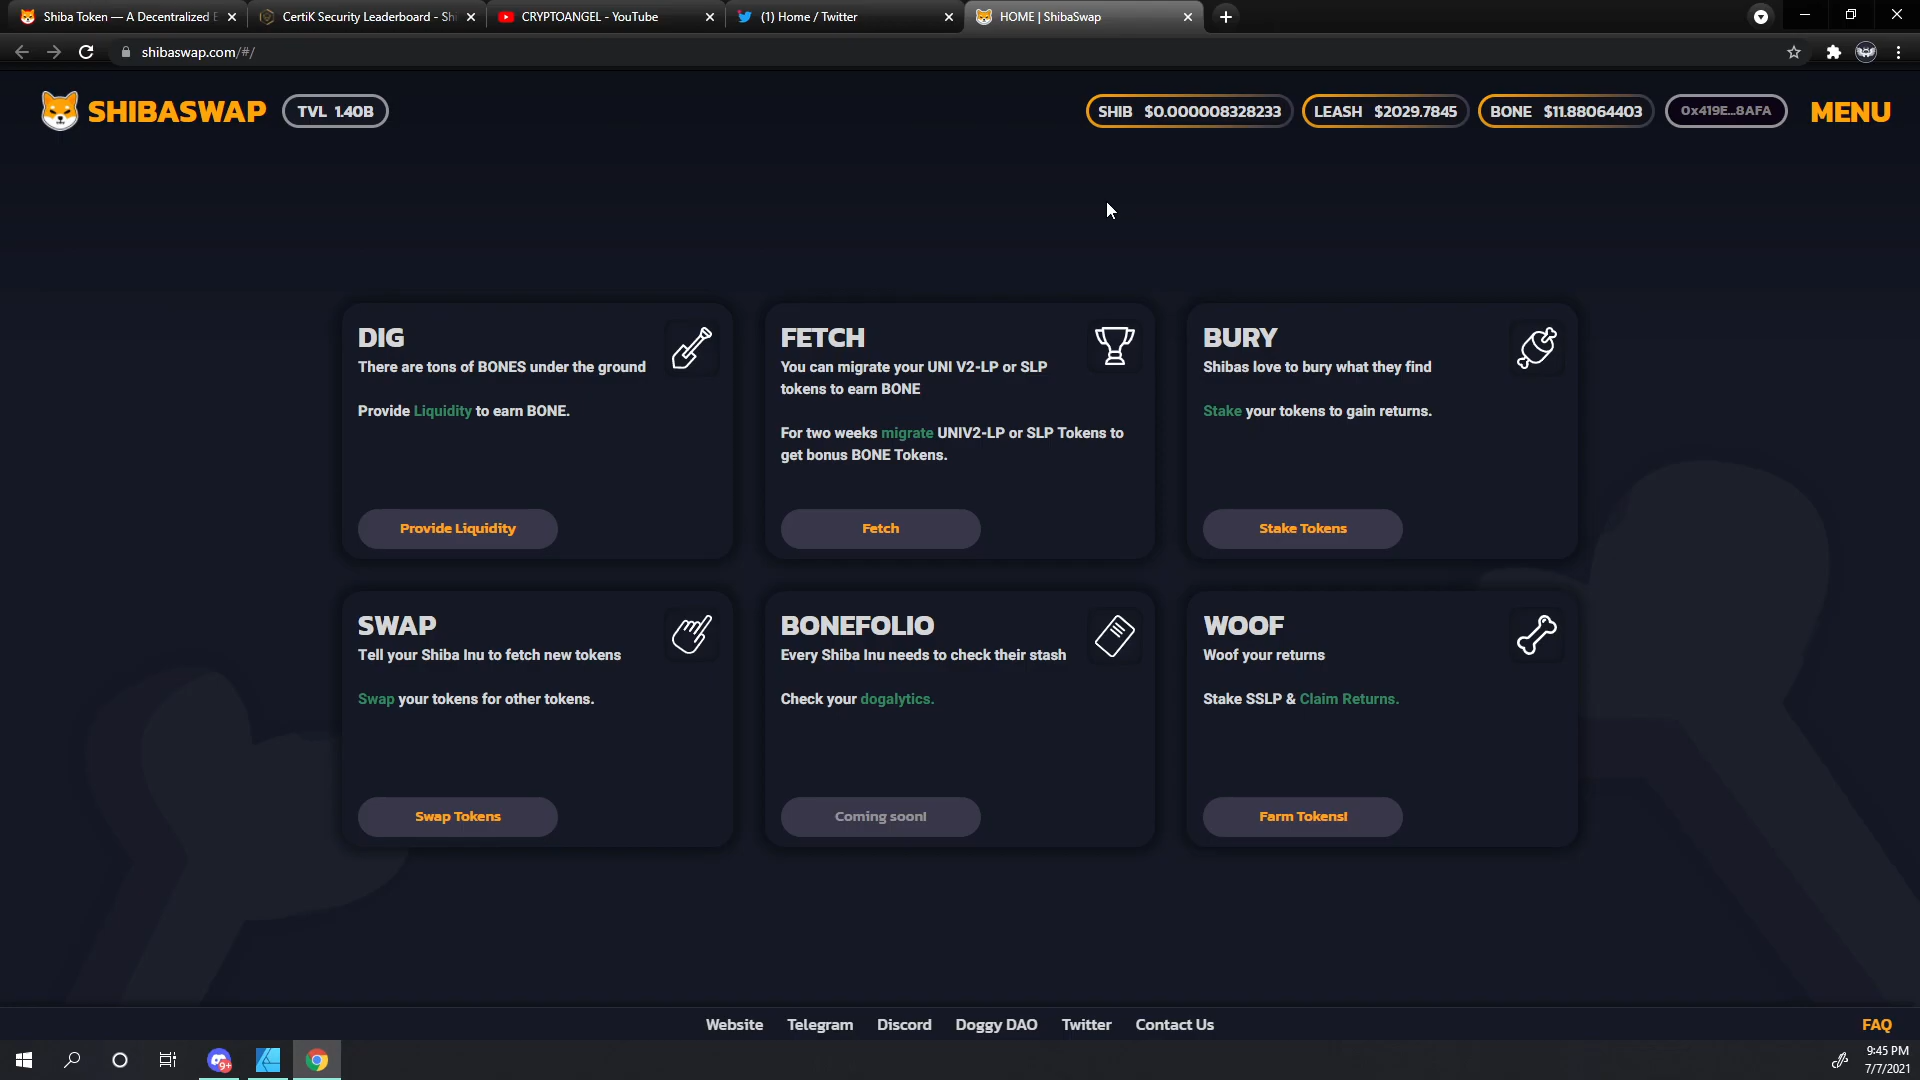 Shiba Token — A Decentralized E
CertiK Security Leaderboard - Shi
CRYPTOANGEL - YouTube
(1) Home / Twitter
HOME | ShibaSwap
shibaswap.com/#/
SHIBASWAP
TVL 1.40B
SHIB $0.000008328233
LEASH $2029.7845
BONE $11.88064403
0x419E...8AFA
MENU
DIG
There are tons of BONES under the ground
Provide Liquidity to earn BONE.
Provide Liquidity
FETCH
You can migrate your UNI V2-LP or SLP
tokens to earn BONE
For two weeks migrate UNIV2-LP or SLP Tokens to
get bonus BONE Tokens.
Fetch
BURY
Shibas love to bury what they find
Stake your tokens to gain returns.
Stake Tokens
SWAP
Tell your Shiba Inu to fetch new tokens
Swap your tokens for other tokens.
Swap Tokens
BONEFOLIO
Every Shiba Inu needs to check their stash
Check your dogalytics.
Coming soon!
WOOF
Woof your returns
Stake SSLP & Claim Returns.
Farm Tokens!
Website
Telegram
Discord
Doggy DAO
Twitter
Contact Us
FAQ
9+
9:45 PM
7/7/2021